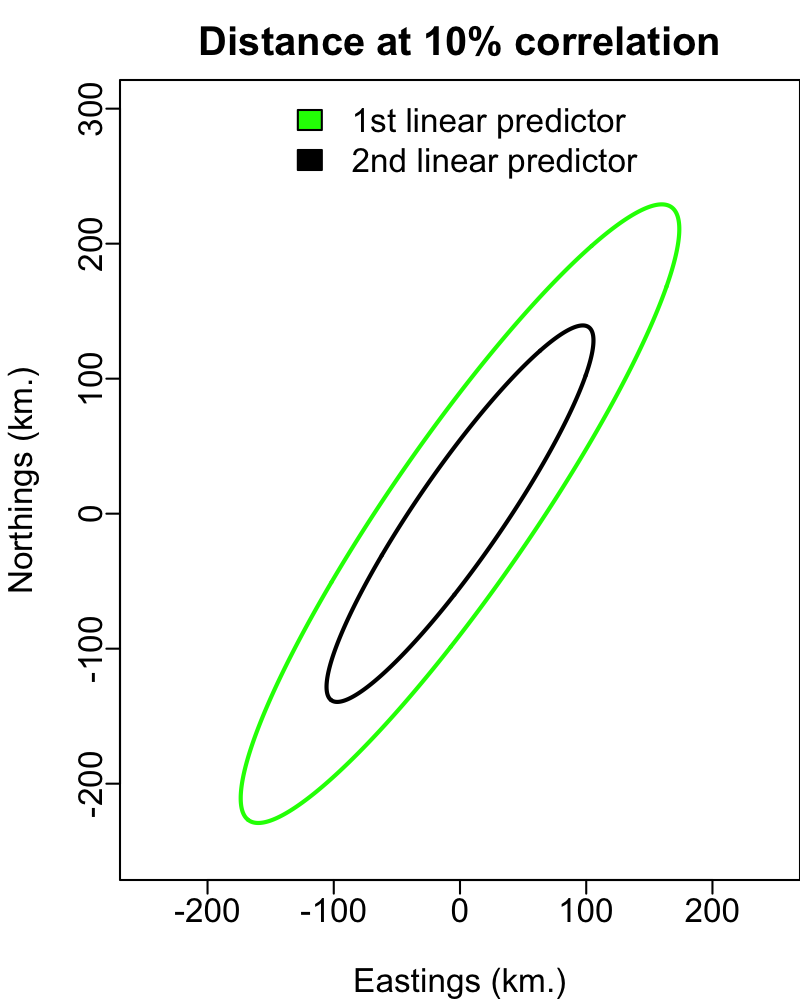 Distance at 10% correlation
1st linear predictor
2nd linear predictor
Northings (km.)
300
200
100
0
-100
-200
-200 -100 0 100 200
Eastings (km.)